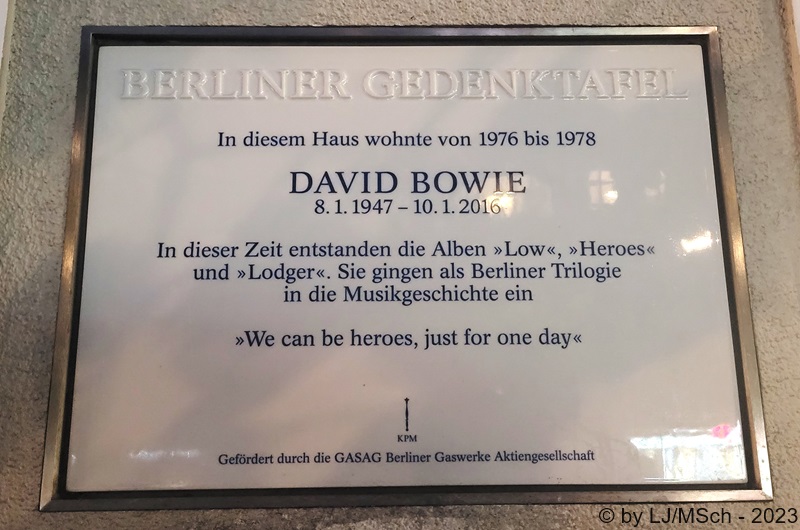 BERLINER GEDENKTAFEL
In diesem Haus wohnte von 1976 bis 1978
DAVID BOWIE
8. 1. 1947 – 10. 1. 2016
In dieser Zeit entstanden die Alben »Low«, »Heroes«
und »Lodger«. Sie gingen als Berliner Trilogie
in die Musikgeschichte ein
»We can be heroes, just for one day«
KPM
Gefördert durch die GASAG Berliner Gaswerke Aktiengesellschaft
© by LJ/MSch - 2023